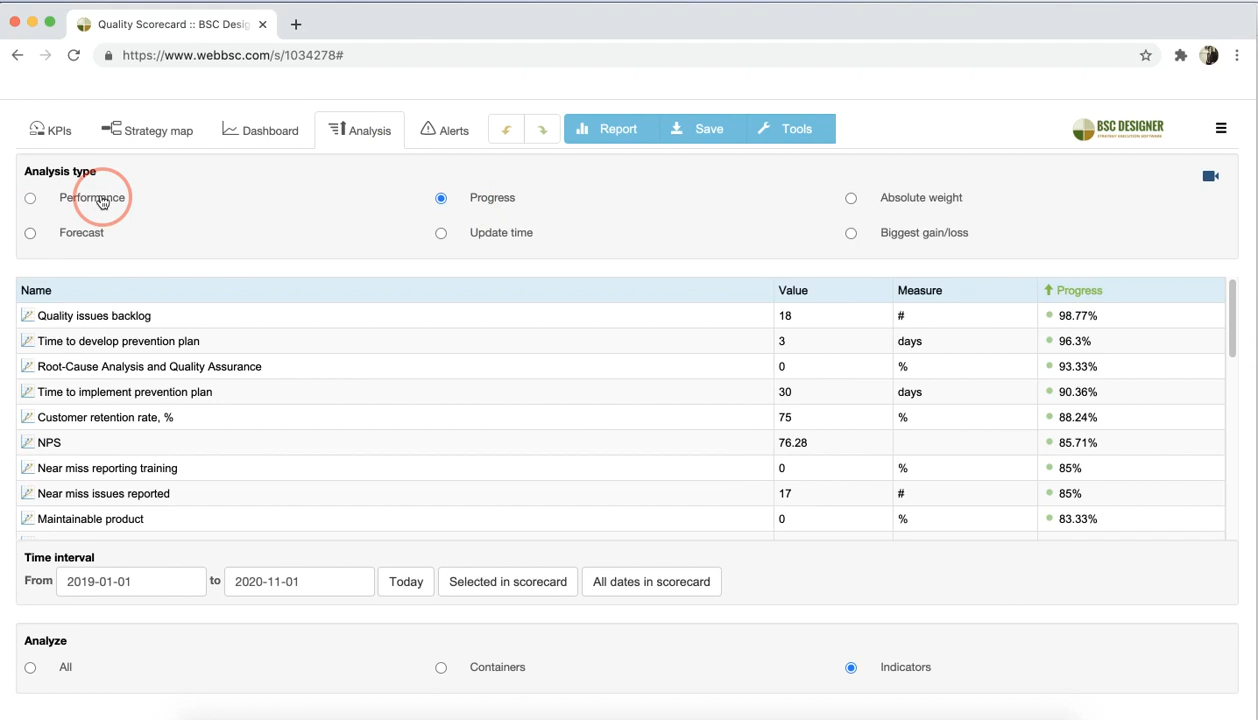 Quality Scorecard :: BSC Desig
https://www.webbsc.com/s/1034278#
KPIs Strategy map Dashboard Analysis Alerts Report Save Tools BSC DESIGNER
STRATEGY EXECUTION SOFTWARE
Analysis type
Performance Progress Absolute weight
Forecast Update time Biggest gain/loss
Name Value Measure Progress
Quality issues backlog 18 # 98.77%
Time to develop prevention plan 3 days 96.3%
Root-Cause Analysis and Quality Assurance 0 % 93.33%
Time to implement prevention plan 30 days 90.36%
Customer retention rate, % 75 % 88.24%
NPS 76.28 85.71%
Near miss reporting training 0 % 85%
Near miss issues reported 17 # 85%
Maintainable product 0 % 83.33%
Time interval
From 2019-01-01 to 2020-11-01 Today Selected in scorecard All dates in scorecard
Analyze
All Containers Indicators